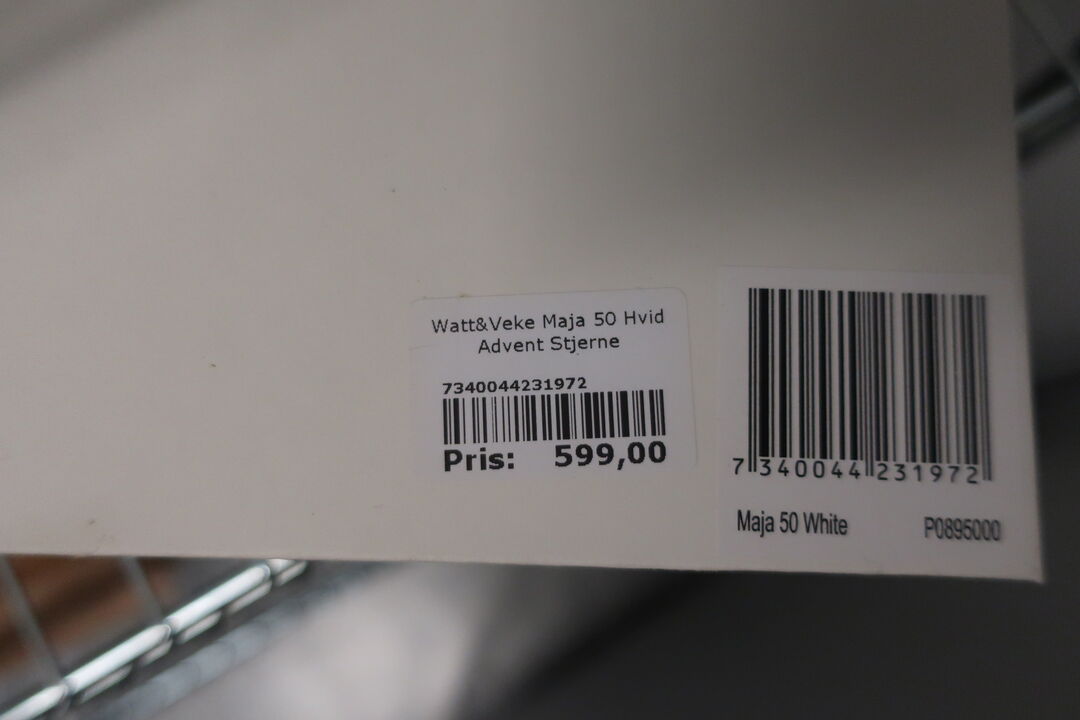 Watt&Veke Maja 50 Hvid
Advent Stjerne
7340044231972
Pris: 599,00
7 340044 231972
Maja 50 White P0895000